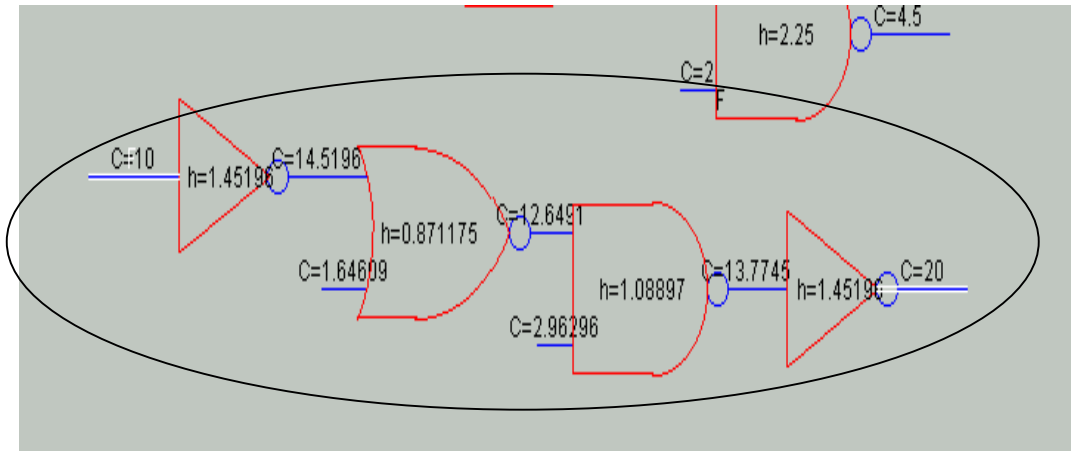 C=4.5
h=2.25
C=2
F
C=10
C=14.5196
h=1.45196
C=12.6491
h=0.871175
C=1.64609
C=13.7745
C=20
h=1.08897
h=1.45196
C=2.96296